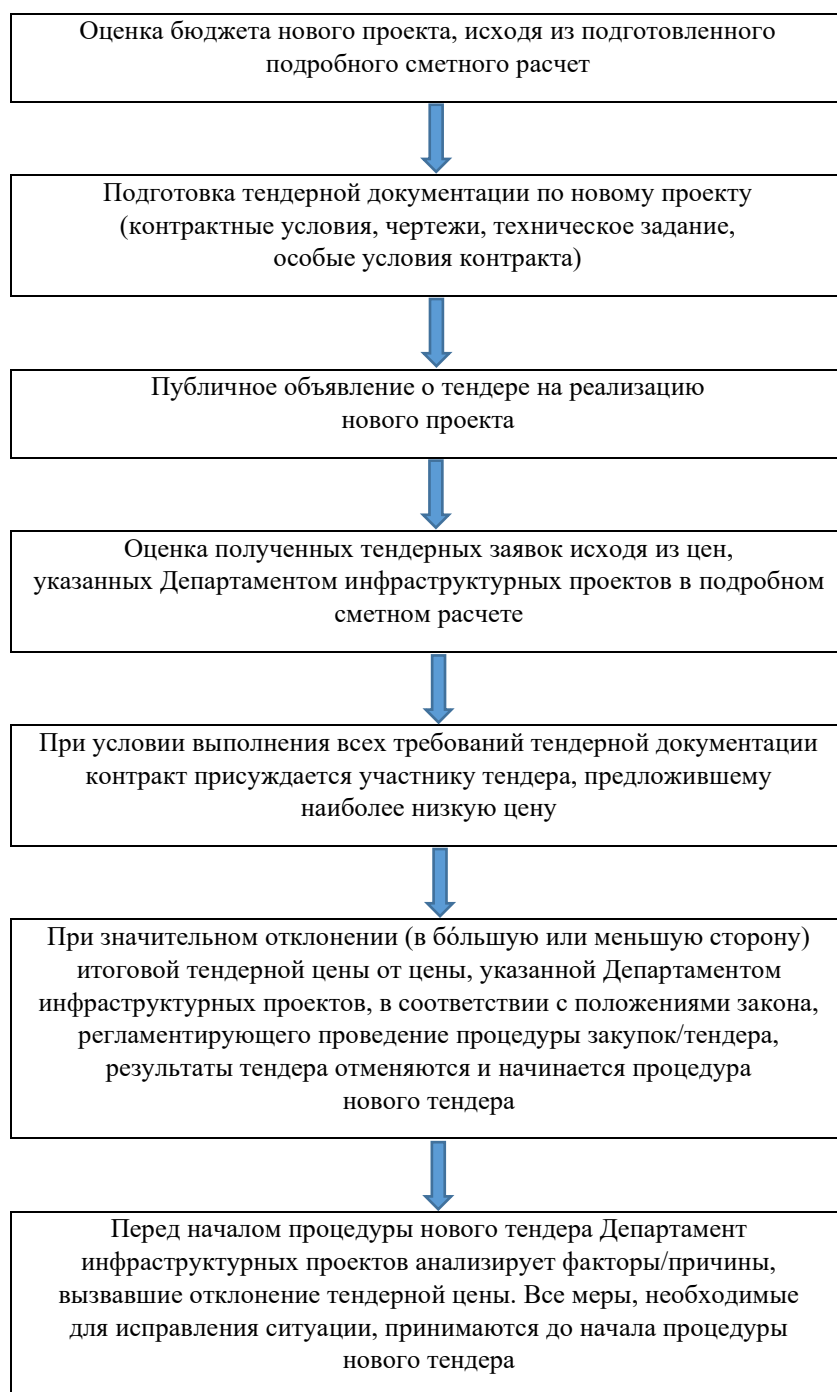 Оценка бюджета нового проекта, исходя из подготовленного
подробного сметного расчет
Подготовка тендерной документации по новому проекту
(контрактные условия, чертежи, техническое задание,
особые условия контракта)
Публичное объявление о тендере на реализацию
нового проекта
Оценка полученных тендерных заявок исходя из цен,
указанных Департаментом инфраструктурных проектов в подробном
сметном расчете
При условии выполнения всех требований тендерной документации
контракт присуждается участнику тендера, предложившему
наиболее низкую цену
При значительном отклонении (в бо́льшую или меньшую сторону)
итоговой тендерной цены от цены, указанной Департаментом
инфраструктурных проектов, в соответствии с положениями закона,
регламентирующего проведение процедуры закупок/тендера,
результаты тендера отменяются и начинается процедура
нового тендера
Перед началом процедуры нового тендера Департамент
инфраструктурных проектов анализирует факторы/причины,
вызвавшие отклонение тендерной цены. Все меры, необходимые
для исправления ситуации, принимаются до начала процедуры
нового тендера